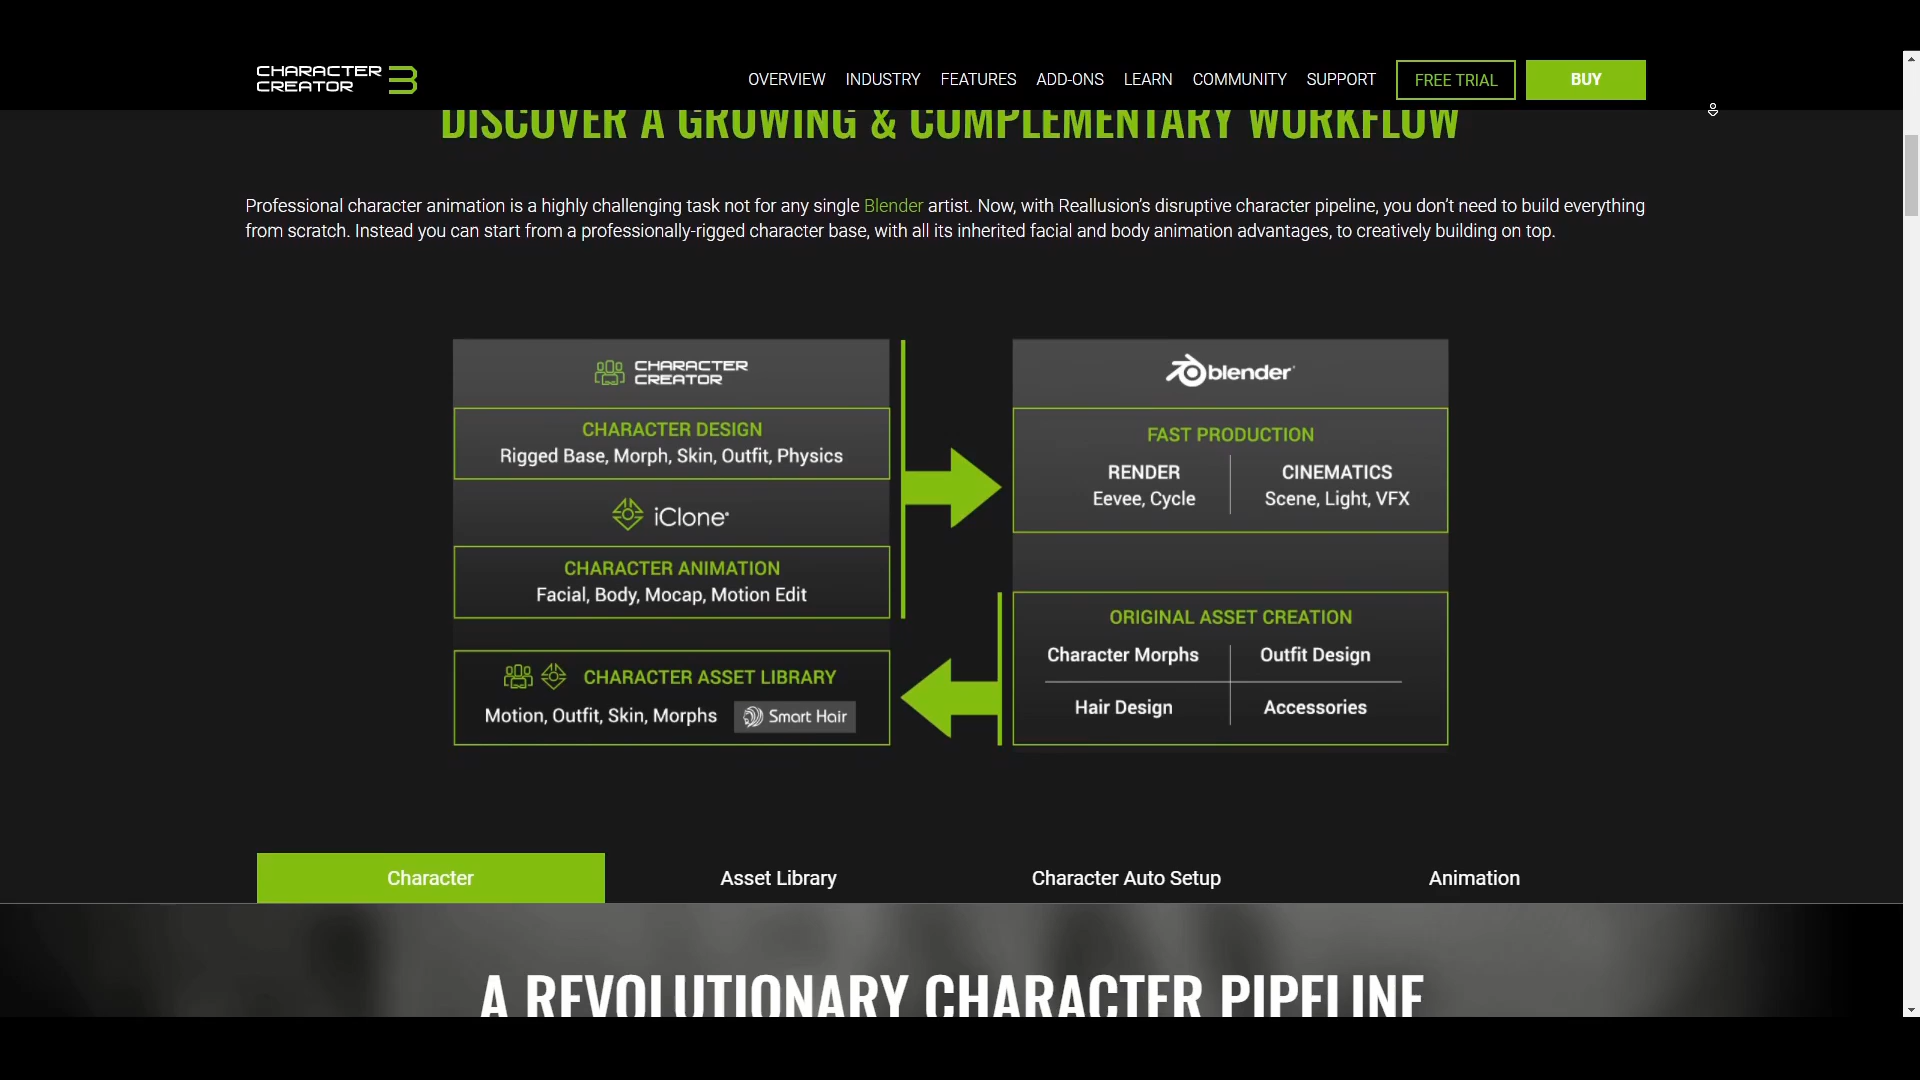 CHARACTER CREATOR 3
OVERVIEW INDUSTRY FEATURES ADD-ONS LEARN COMMUNITY SUPPORT FREE TRIAL BUY
DISCOVER A GROWING & COMPLEMENTARY WORKFLOW
Professional character animation is a highly challenging task not for any single Blender artist. Now, with Reallusion's disruptive character pipeline, you don't need to build everything
from scratch. Instead you can start from a professionally-rigged character base, with all its inherited facial and body animation advantages, to creatively building on top.
CHARACTER
CREATOR
CHARACTER DESIGN
Rigged Base, Morph, Skin, Outfit, Physics
iClone
CHARACTER ANIMATION
Facial, Body, Mocap, Motion Edit
CHARACTER ASSET LIBRARY
Motion, Outfit, Skin, Morphs Smart Hair
blender
FAST PRODUCTION
RENDER CINEMATICS
Eevee, Cycle Scene, Light, VFX
ORIGINAL ASSET CREATION
Character Morphs Outfit Design
Hair Design Accessories
Character Asset Library Character Auto Setup Animation
A REVOLUTIONARY CHARACTER PIPELINE